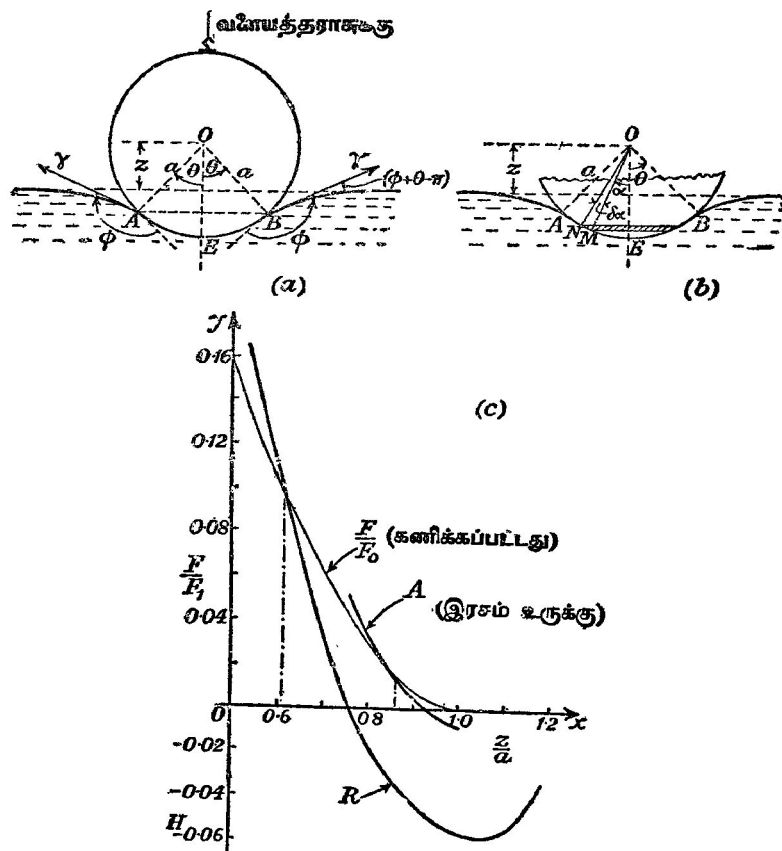 வளையத்தராசுக்கு
O
γ
z
a
θ
θ
a
γ
(φ+θ-π)
A
B
φ
E
φ
(a)
O
z
a
θ
α
δα
A
N
M
B
E
(b)
y
0·16
(c)
0·12
0·08
F/F₀ (கணிக்கப்பட்டது)
F/F₁
A (இரசம் உருக்கு)
0·04
0
0·6
0·8
1·0
1·2
x
z/a
-0·02
-0·04
R
H
-0·06